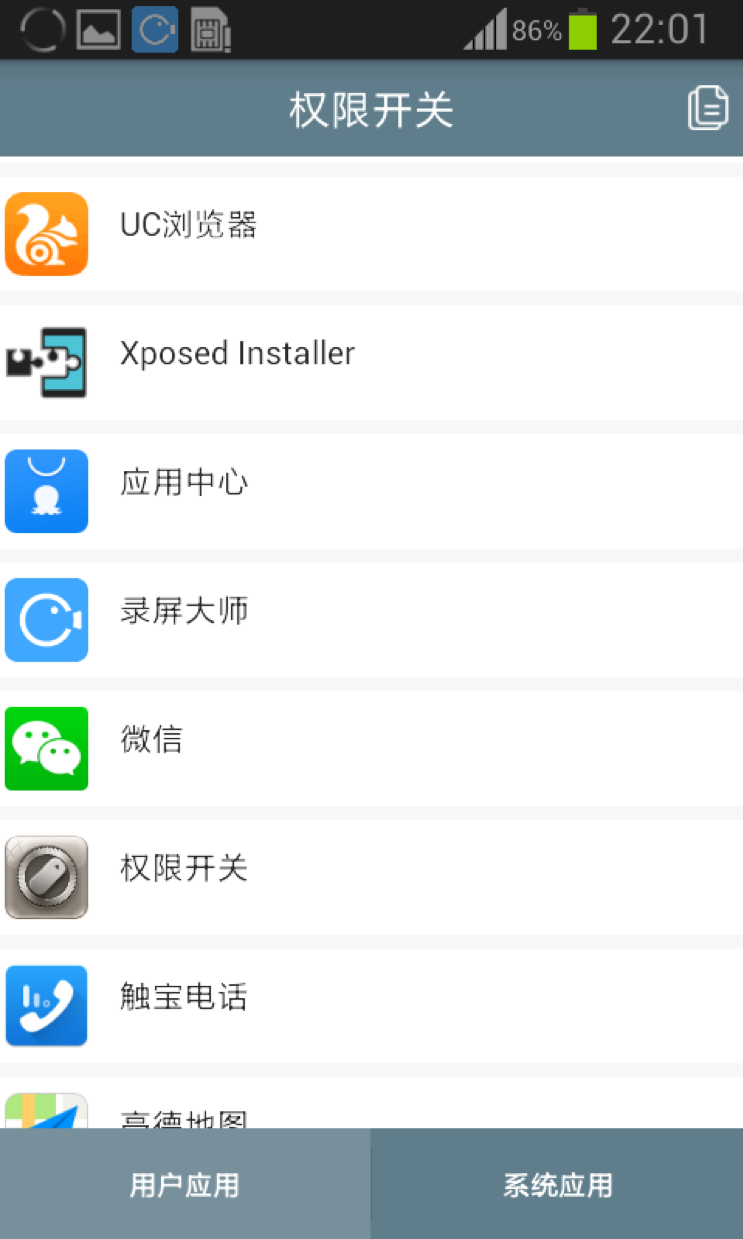 86% 22:01
权限开关
UC浏览器
Xposed Installer
应用中心
录屏大师
微信
权限开关
触宝电话
高德地图
用户应用 系统应用